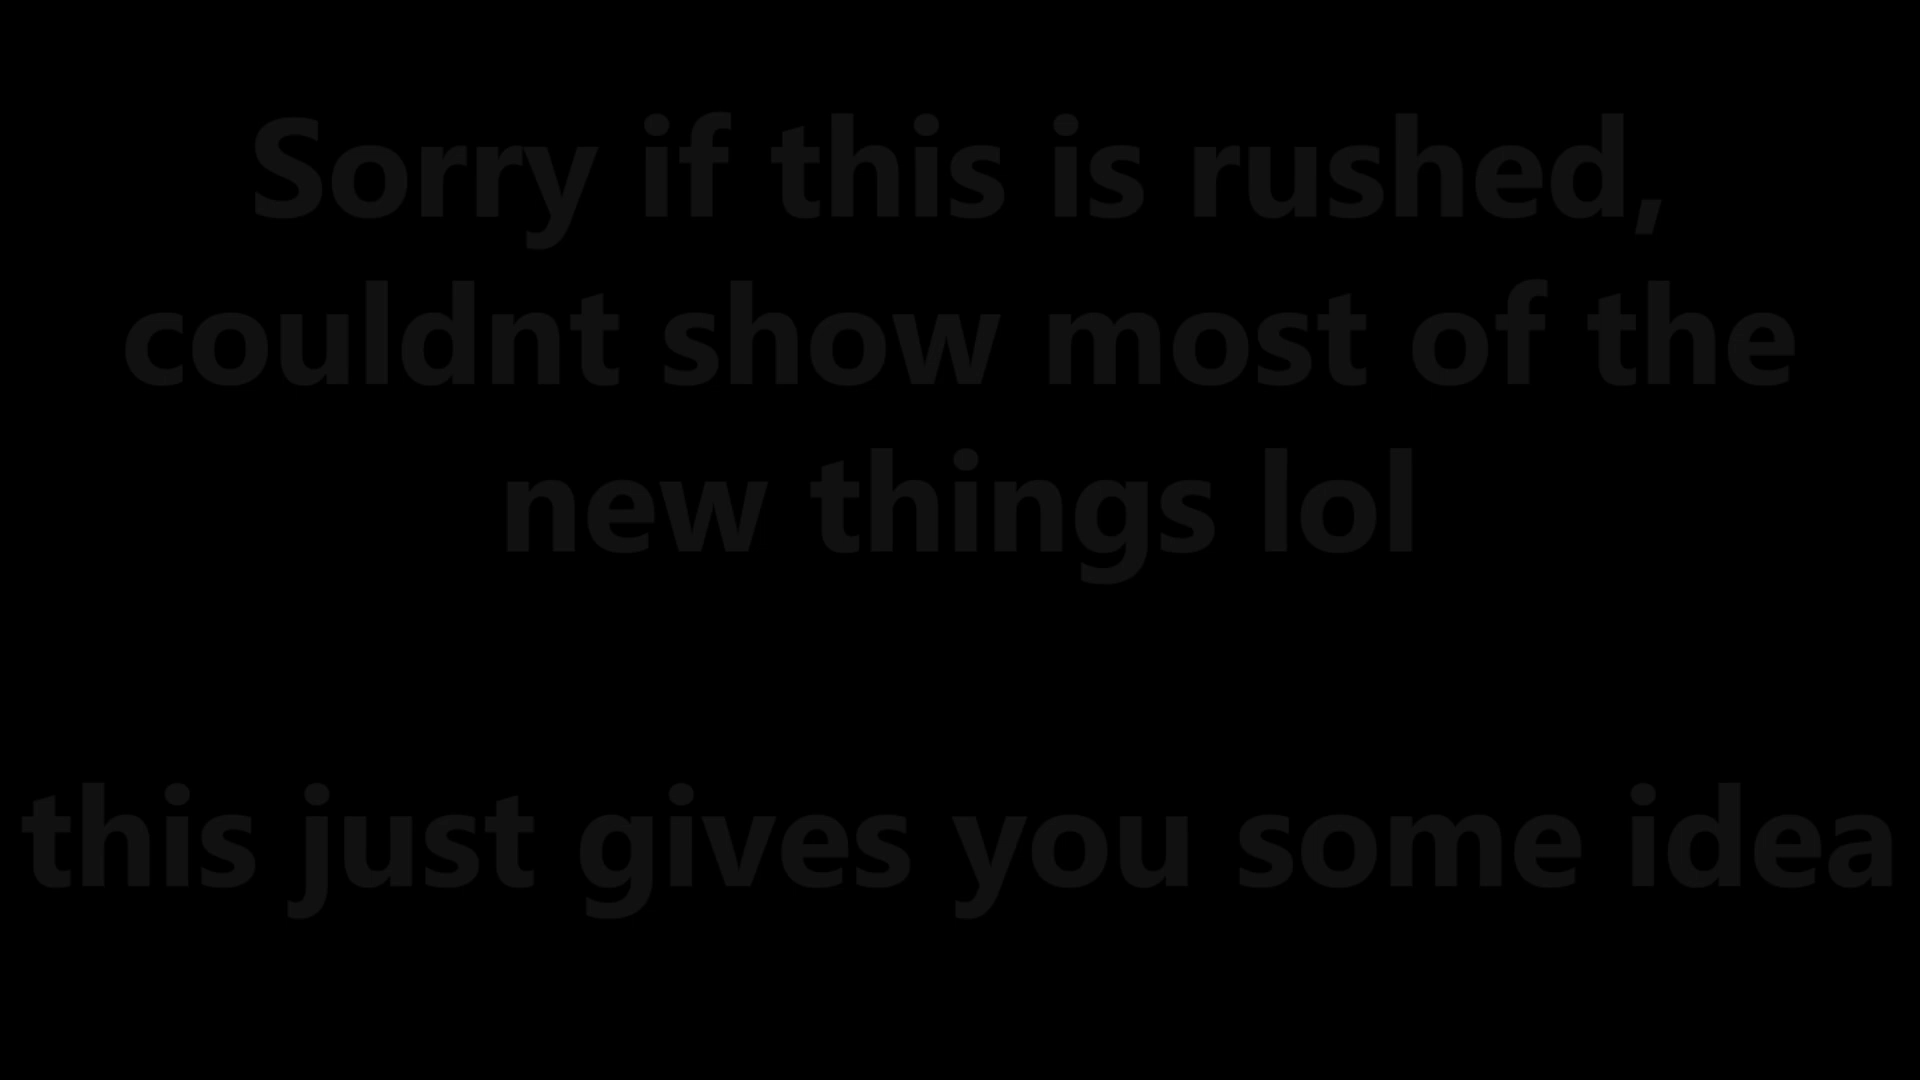 Sorry if this is rushed,
couldnt show most of the
new things lol
this just gives you some idea